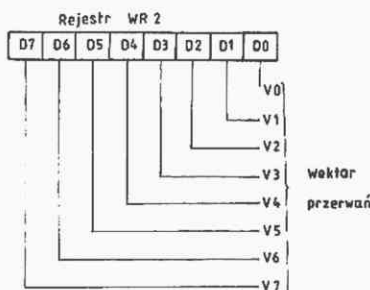 Rejestr WR 2
D7 D6 D5 D4 D3 D2 D1 D0
V0
V1
V2
V3
Wektor
V4
przerwań
V5
V6
V7